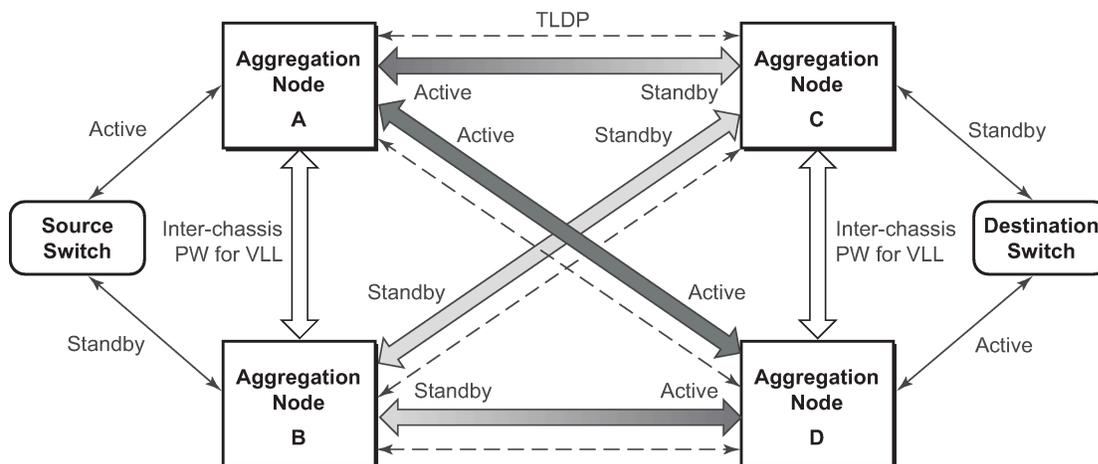 TLDP
Aggregation
Node
A
Aggregation
Node
C
Active
Standby
Active
Standby
Active
Standby
Source
Switch
Inter-chassis
PW for VLL
Inter-chassis
PW for VLL
Destination
Switch
Standby
Active
Standby
Active
Aggregation
Node
B
Standby
Active
Aggregation
Node
D